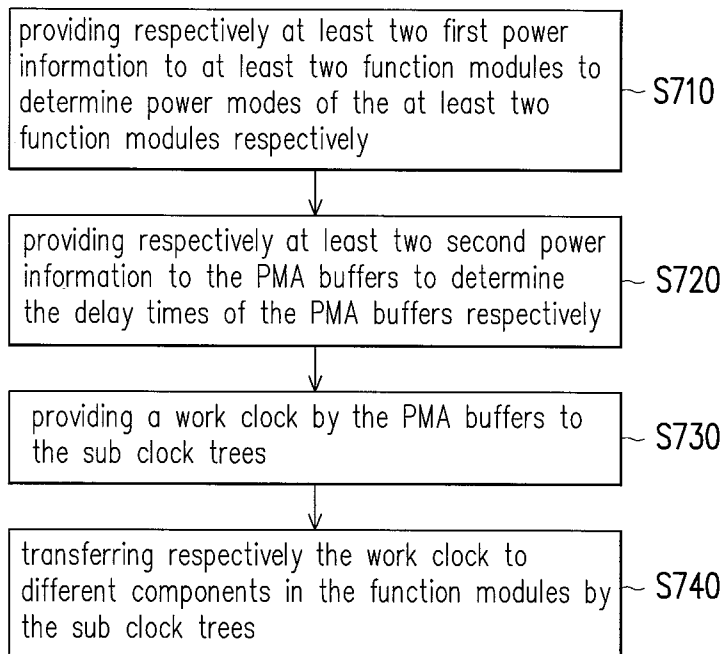 providing respectively at least two first power
information to at least two function modules to
determine power modes of the at least two
function modules respectively
S710
providing respectively at least two second power
information to the PMA buffers to determine
the delay times of the PMA buffers respectively
S720
providing a work clock by the PMA buffers to
the sub clock trees
S730
transferring respectively the work clock to
different components in the function modules by
the sub clock trees
S740